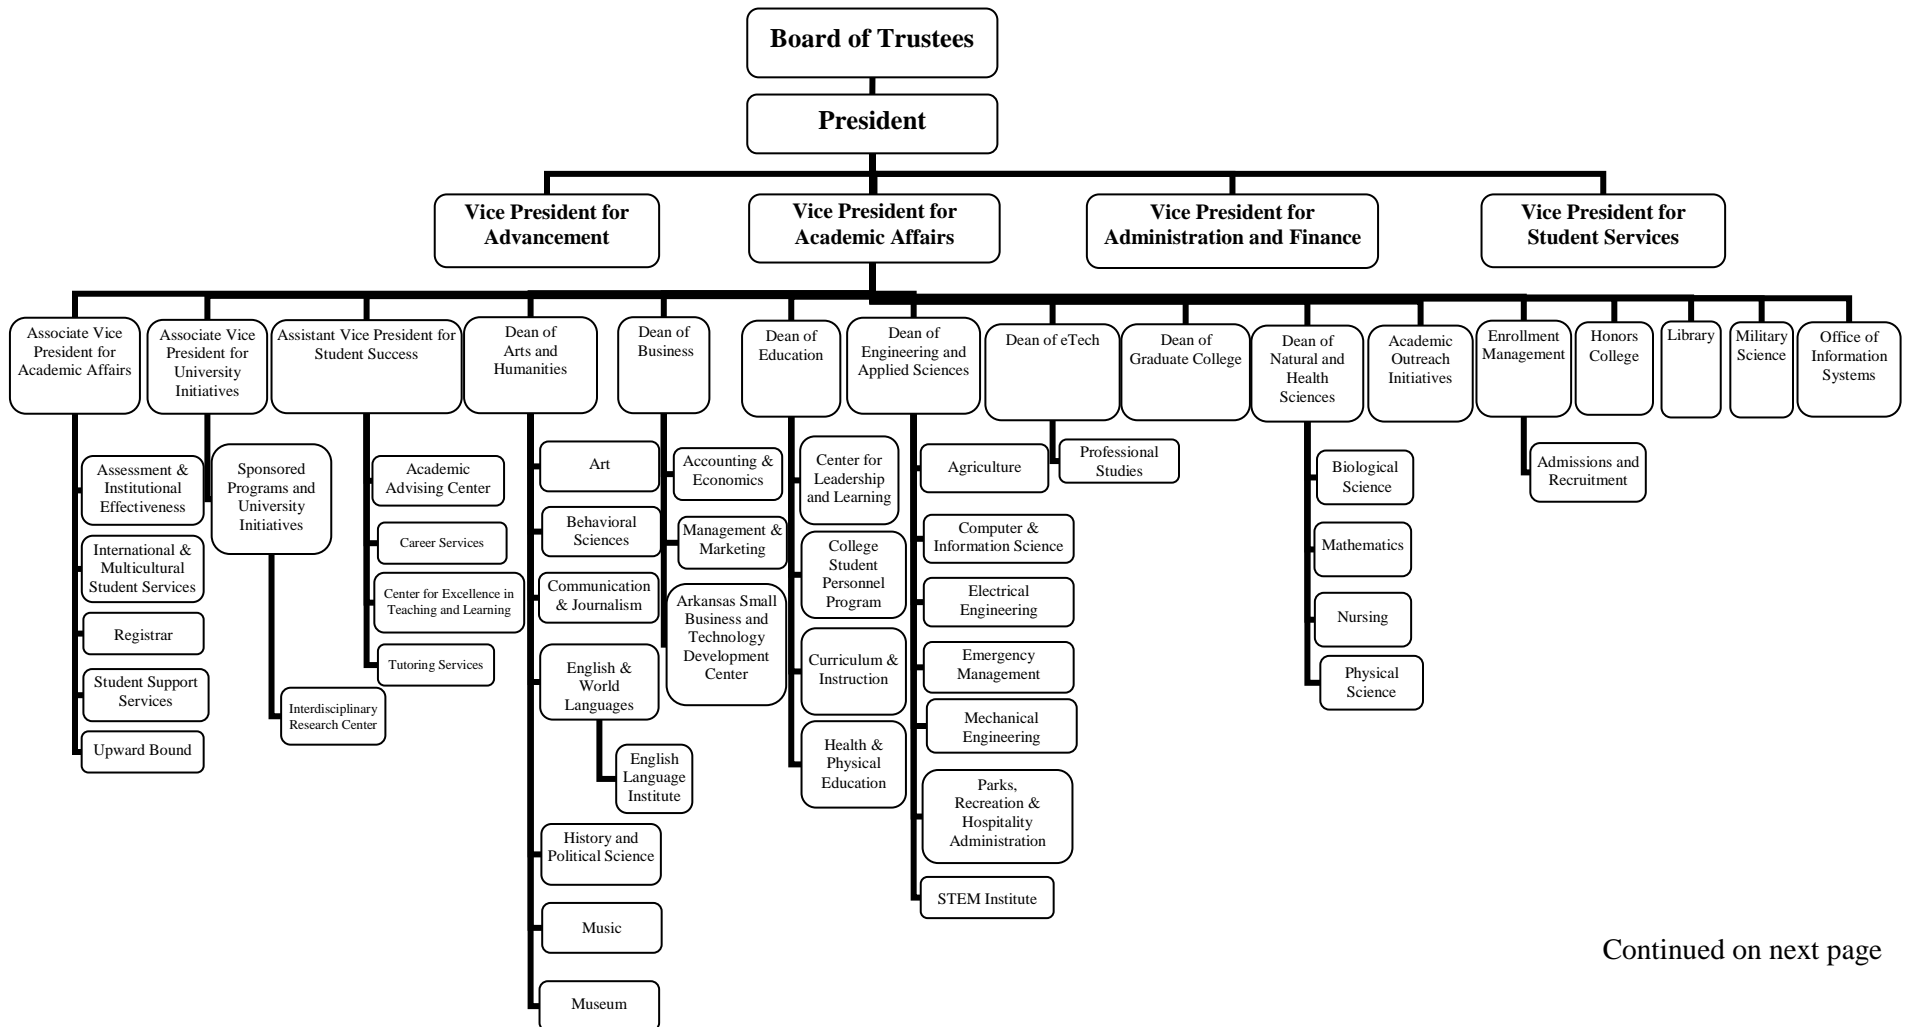 Board of Trustees
President
Vice President for
Advancement
Vice President for
Academic Affairs
Vice President for
Administration and Finance
Vice President for
Student Services
Associate Vice
President for
Academic Affairs
Associate Vice
President for
University
Initiatives
Assistant Vice President for
Student Success
Dean of
Arts and
Humanities
Dean of
Business
Dean of
Education
Dean of
Engineering and
Applied Sciences
Dean of eTech
Dean of
Graduate College
Dean of
Natural and
Health
Sciences
Academic
Outreach
Initiatives
Enrollment
Management
Honors
College
Library
Military
Science
Office of
Information
Systems
Assessment &
Institutional
Effectiveness
International &
Multicultural
Student Services
Registrar
Student Support
Services
Upward Bound
Sponsored
Programs and
University
Initiatives
Interdisciplinary
Research Center
Academic
Advising Center
Career Services
Center for Excellence in
Teaching and Learning
Tutoring Services
Art
Behavioral
Sciences
Communication
& Journalism
English &
World
Languages
English
Language
Institute
History and
Political Science
Music
Museum
Accounting &
Economics
Management &
Marketing
Arkansas Small
Business and
Technology
Development
Center
Center for
Leadership
and Learning
College
Student
Personnel
Program
Curriculum &
Instruction
Health &
Physical
Education
Agriculture
Computer &
Information Science
Electrical
Engineering
Emergency
Management
Mechanical
Engineering
Parks,
Recreation &
Hospitality
Administration
STEM Institute
Professional
Studies
Biological
Science
Mathematics
Nursing
Physical
Science
Admissions and
Recruitment
Continued on next page